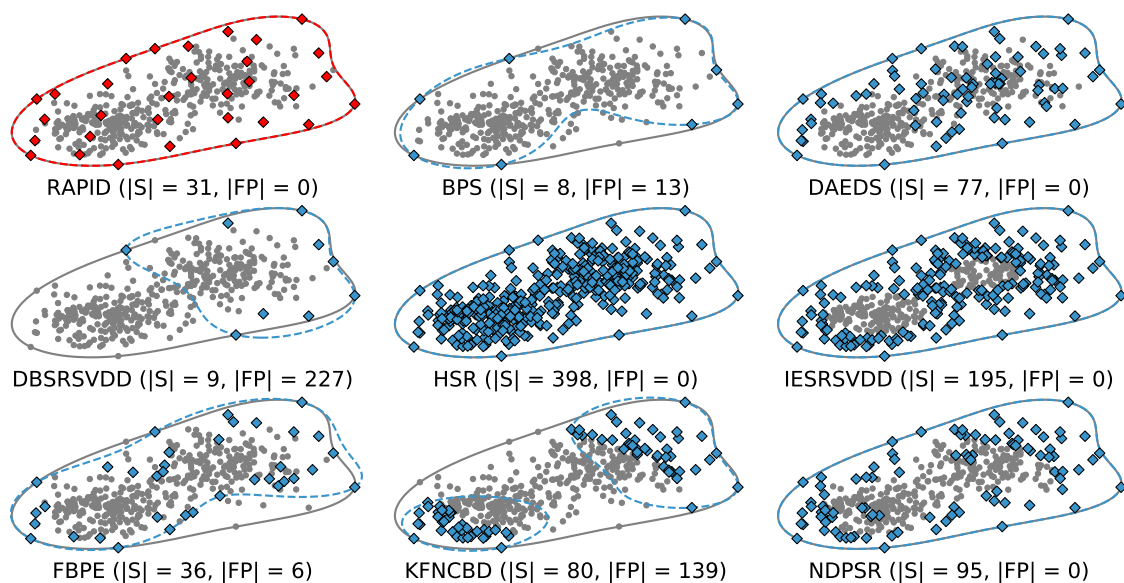 RAPID (|S| = 31, |FP| = 0)
BPS (|S| = 8, |FP| = 13)
DAEDS (|S| = 77, |FP| = 0)
DBSRSVDD (|S| = 9, |FP| = 227)
HSR (|S| = 398, |FP| = 0)
IESRSVDD (|S| = 195, |FP| = 0)
FBPE (|S| = 36, |FP| = 6)
KFNCBD (|S| = 80, |FP| = 139)
NDPSR (|S| = 95, |FP| = 0)